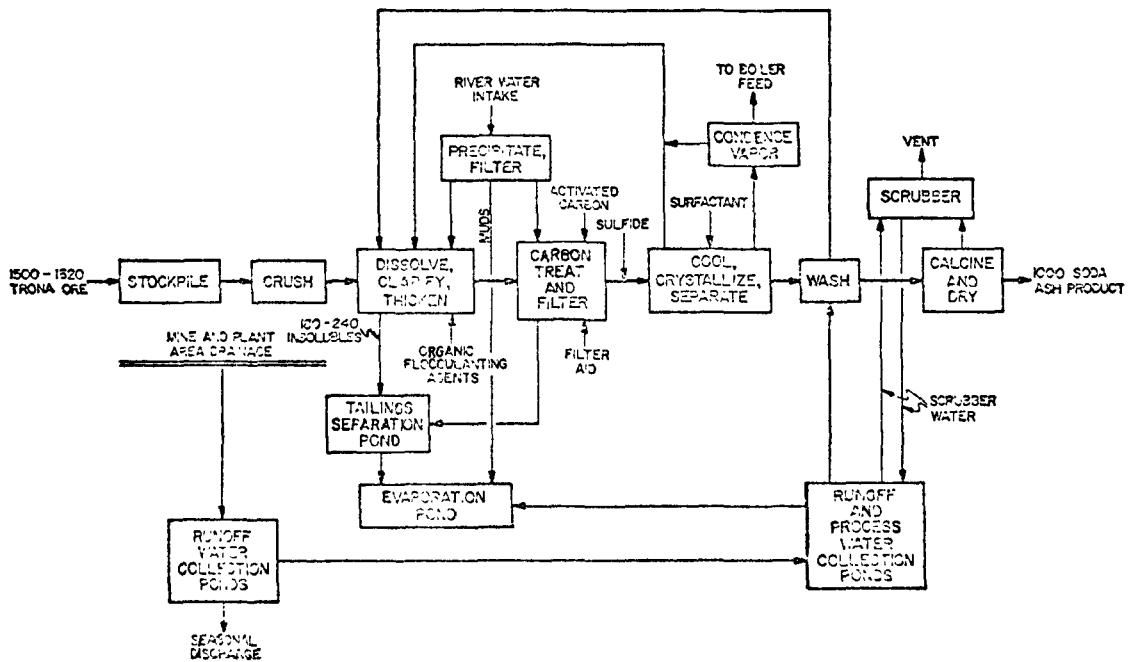 TO BOILER
FEED
RIVER WATER
INTAKE
CONDENCE
VAPOR
VENT
PRECIPITATE,
FILTER
SCRUBBER
ACTIVATED
CARBON
SURFACTANT
MUDS
SULFIDE
1500-1520
TRONA ORE
STOCKPILE
CRUSH
DISSOLVE,
CLARIFY,
THICKEN
CARBON
TREAT
AND
FILTER
COOL,
CRYSTALLIZE,
SEPARATE
WASH
CALCINE
AND
DRY
1000 SODA
ASH PRODUCT
100-240
INSOLUBLES
MINE AND PLANT
AREA DRAINAGE
ORGANIC
FLOCCULANTING
AGENTS
FILTER
AID
TAILINGS
SEPARATION
POND
SCRUBBER
WATER
EVAPORATION
POND
RUNOFF
AND
PROCESS
WATER
COLLECTION
PONDS
RUNOFF
WATER
COLLECTION
PONDS
SEASONAL
DISCHARGE